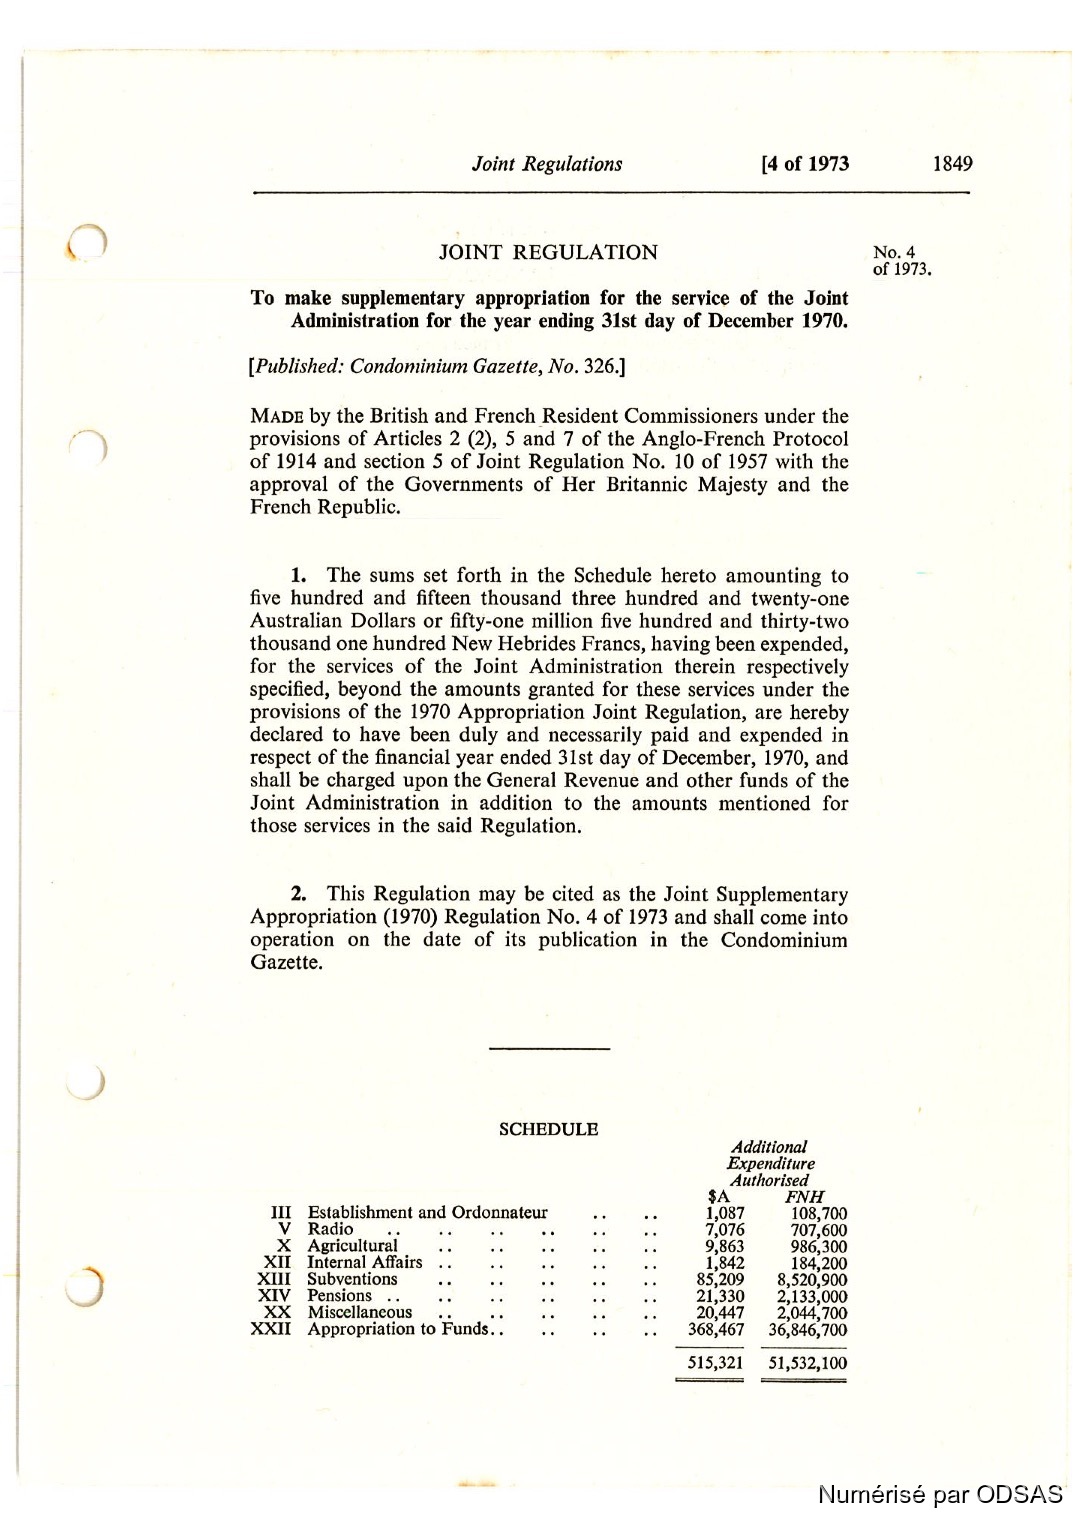 Joint Regulations [4 of 1973 1849
JOINT REGULATION
No. 4
of 1973.
To make supplementary appropriation for the service of the Joint
Administration for the year ending 31st day of December 1970.
[Published: Condominium Gazette, No. 326.]
MADE by the British and French Resident Commissioners under the
provisions of Articles 2 (2), 5 and 7 of the Anglo-French Protocol
of 1914 and section 5 of Joint Regulation No. 10 of 1957 with the
approval of the Governments of Her Britannic Majesty and the
French Republic.
1. The sums set forth in the Schedule hereto amounting to
five hundred and fifteen thousand three hundred and twenty-one
Australian Dollars or fifty-one million five hundred and thirty-two
thousand one hundred New Hebrides Francs, having been expended,
for the services of the Joint Administration therein respectively
specified, beyond the amounts granted for these services under the
provisions of the 1970 Appropriation Joint Regulation, are hereby
declared to have been duly and necessarily paid and expended in
respect of the financial year ended 31st day of December, 1970, and
shall be charged upon the General Revenue and other funds of the
Joint Administration in addition to the amounts mentioned for
those services in the said Regulation.
2. This Regulation may be cited as the Joint Supplementary
Appropriation (1970) Regulation No. 4 of 1973 and shall come into
operation on the date of its publication in the Condominium
Gazette.
SCHEDULE
Additional
Expenditure
Authorised
$A FNH
III Establishment and Ordonnateur .. .. 1,087 108,700
V Radio .. .. .. .. .. .. 7,076 707,600
X Agricultural .. .. .. .. .. 9,863 986,300
XII Internal Affairs .. .. .. .. .. 1,842 184,200
XIII Subventions .. .. .. .. .. 85,209 8,520,900
XIV Pensions .. .. .. .. .. .. 21,330 2,133,000
XX Miscellaneous .. .. .. .. .. 20,447 2,044,700
XXII Appropriation to Funds.. .. .. .. 368,467 36,846,700
515,321 51,532,100
Numérisé par ODSAS